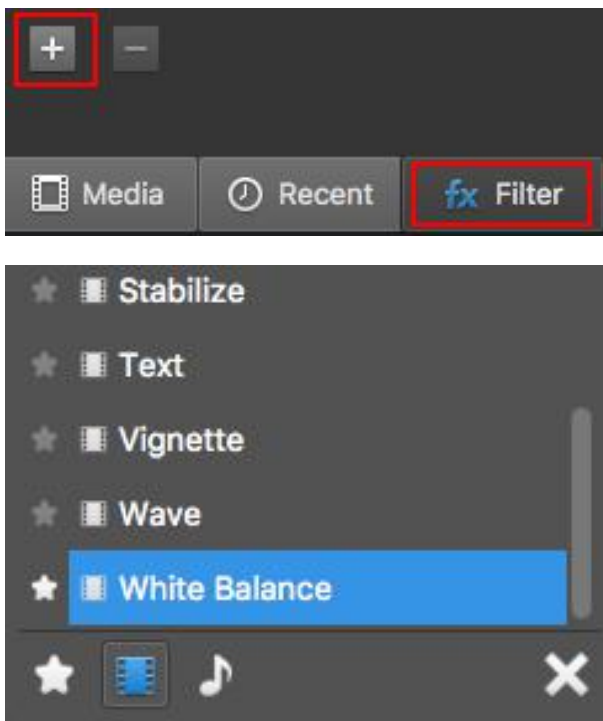 Media Recent fx Filter
Stabilize
Text
Vignette
Wave
White Balance